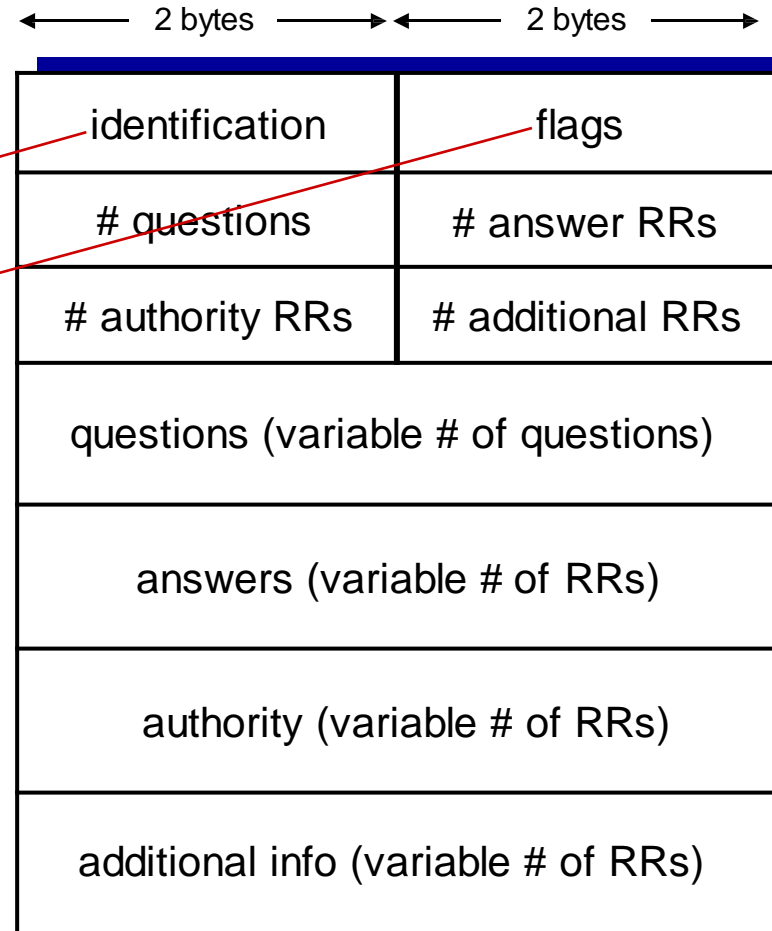 2 bytes 2 bytes
identification flags
# questions # answer RRs
# authority RRs # additional RRs
questions (variable # of questions)
answers (variable # of RRs)
authority (variable # of RRs)
additional info (variable # of RRs)